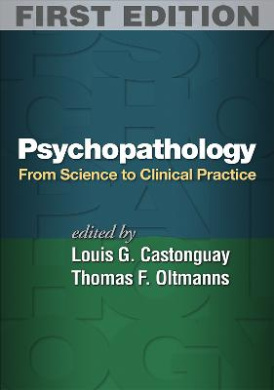 FIRST EDITION
Psychopathology
From Science to Clinical Practice
edited by
Louis G. Castonguay
Thomas F. Oltmanns